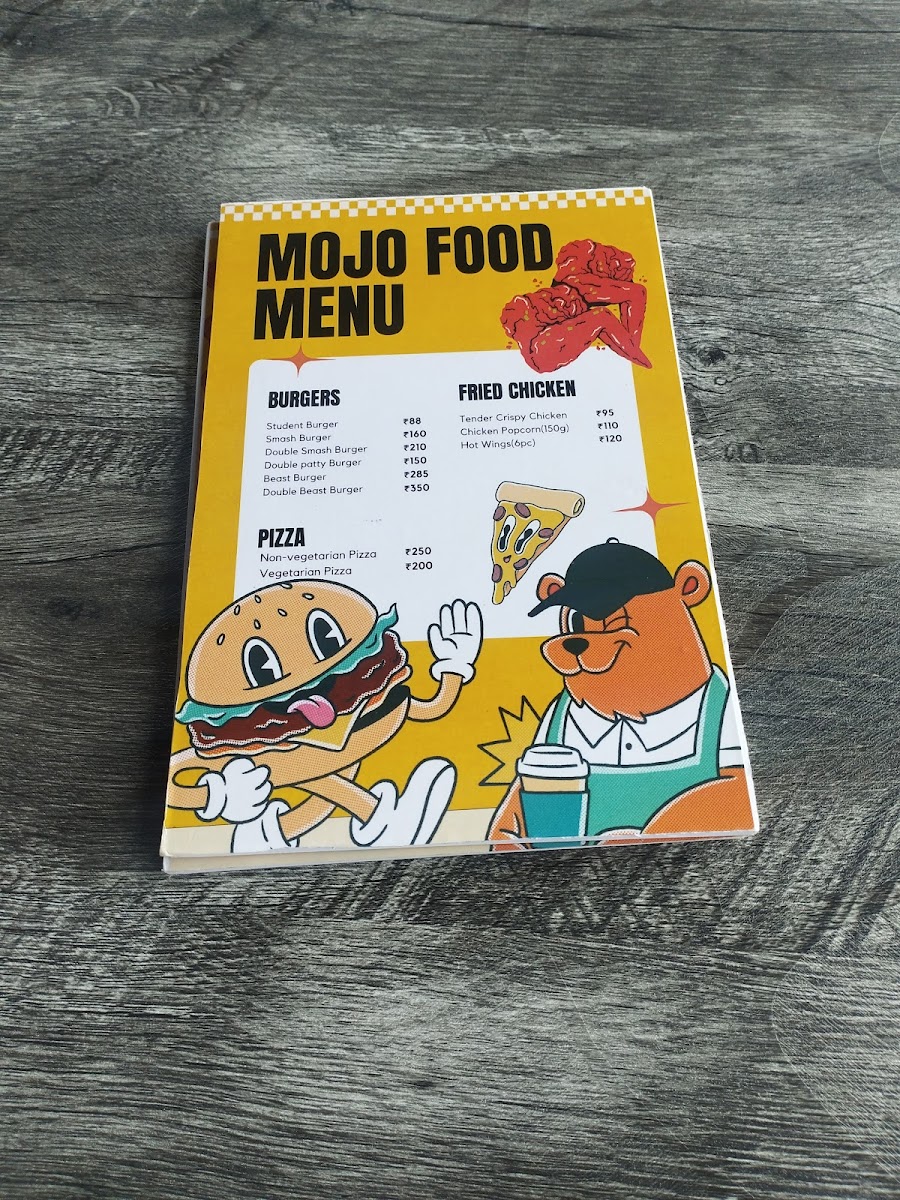 MOJO FOOD
MENU
BURGERS
Student Burger ₹88
Smash Burger ₹160
Double Smash Burger ₹210
Double patty Burger ₹150
Beast Burger ₹285
Double Beast Burger ₹350
PIZZA
Non-vegetarian Pizza ₹250
Vegetarian Pizza ₹200
FRIED CHICKEN
Tender Crispy Chicken ₹95
Chicken Popcorn(150g) ₹110
Hot Wings(6pc) ₹120